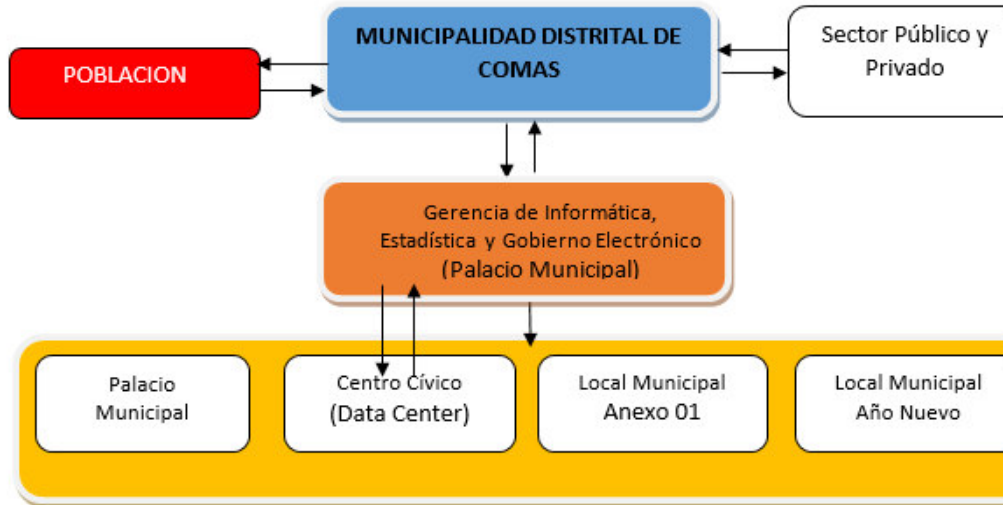 MUNICIPALIDAD DISTRITAL DE
COMAS
POBLACION
Sector Público y
Privado
Gerencia de Informática,
Estadística y Gobierno Electrónico
(Palacio Municipal)
Palacio
Municipal
Centro Cívico
(Data Center)
Local Municipal
Anexo 01
Local Municipal
Año Nuevo